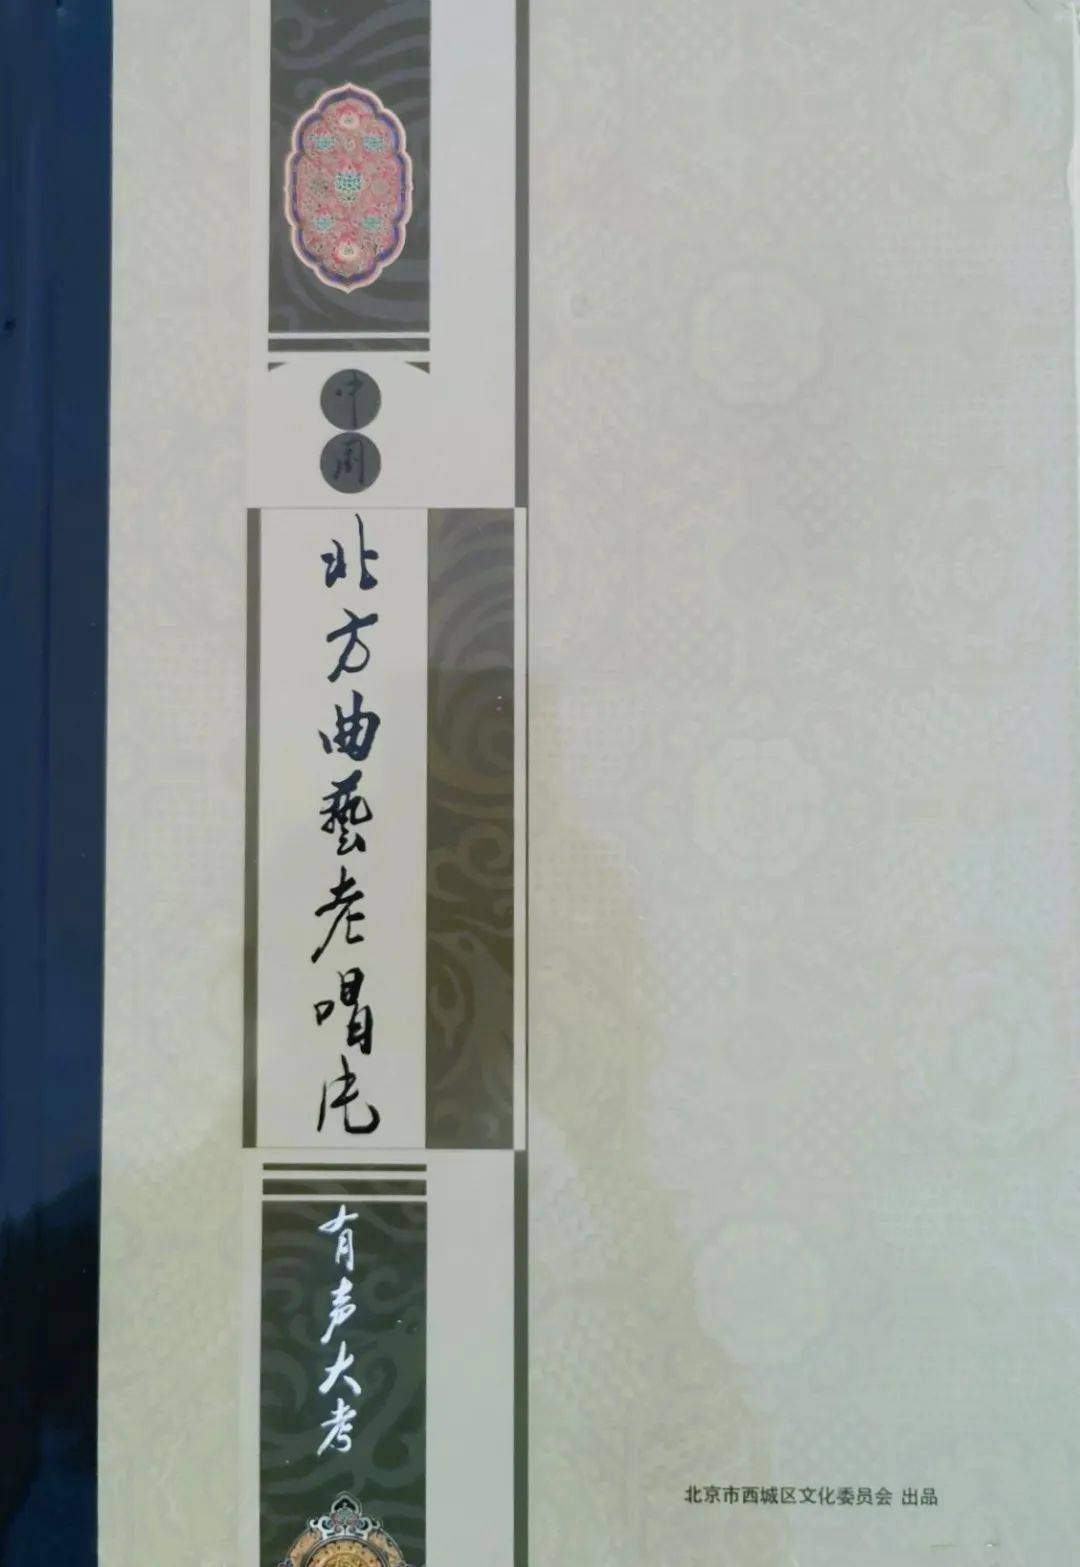 中国
北方曲藝老唱片
有声大考
北京市西城区文化委员会 出品